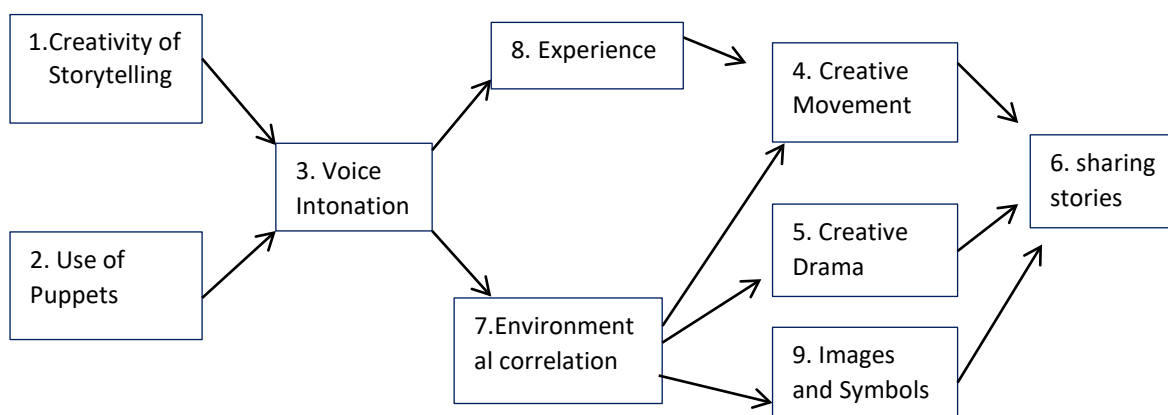 1.Creativity of
Storytelling
8. Experience
4. Creative
Movement
3. Voice
Intonation
6. sharing
stories
2. Use of
Puppets
5. Creative
Drama
7.Environment
al correlation
9. Images
and Symbols